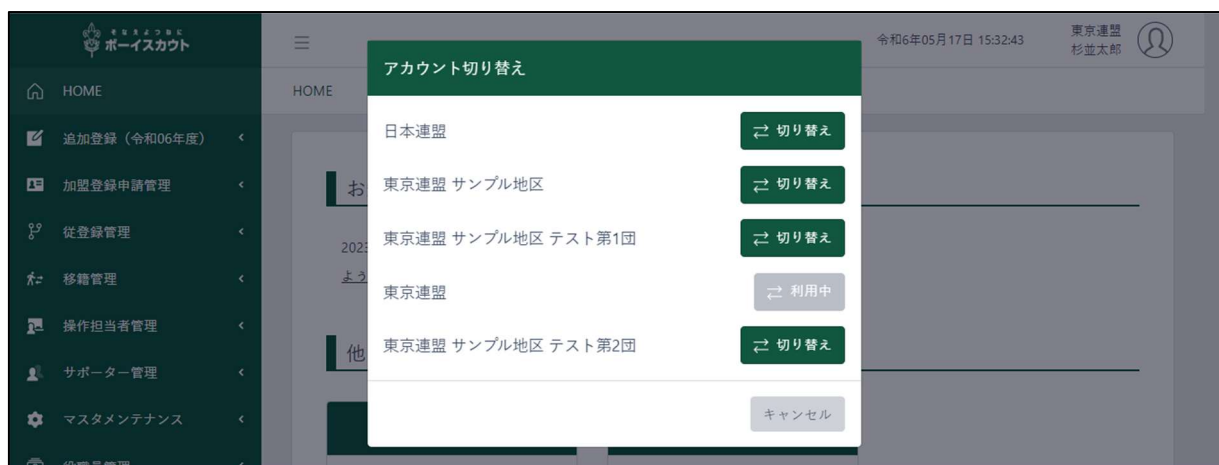 そなえよつねに
ボーイスカウト
令和6年05月17日 15:32:43
東京連盟
杉並太郎
アカウント切り替え
HOME
HOME
追加登録（令和06年度）
日本連盟
切り替え
加盟登録申請管理
お
東京連盟 サンプル地区
切り替え
従登録管理
2023
東京連盟 サンプル地区 テスト第1団
切り替え
移籍管理
よう
東京連盟
利用中
操作担当者管理
他
東京連盟 サンプル地区 テスト第2団
切り替え
サポーター管理
マスタメンテナンス
キャンセル